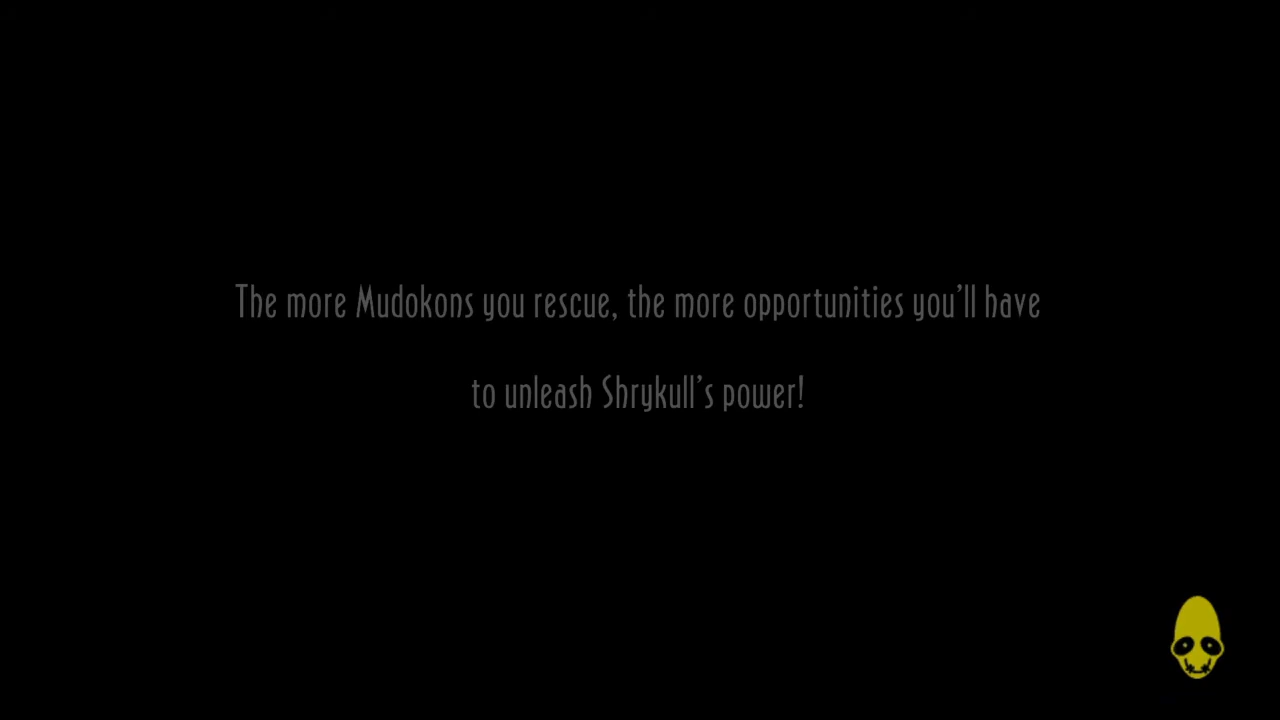 The more Mudokons you rescue, the more opportunities you’ll have
to unleash Shrykull’s power!